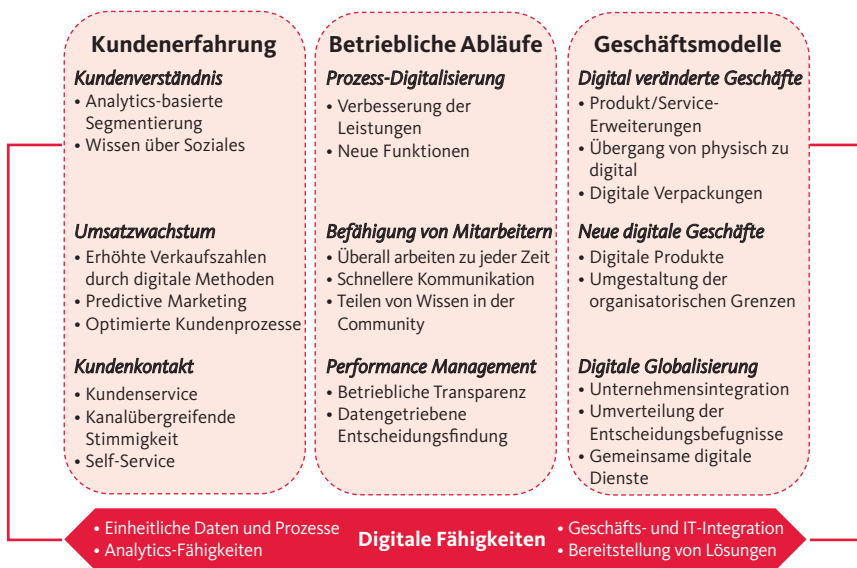 Kundenerfahrung
Kundenverständnis
• Analytics-basierte
Segmentierung
• Wissen über Soziales
Umsatzwachstum
• Erhöhte Verkaufszahlen
durch digitale Methoden
• Predictive Marketing
• Optimierte Kundenprozesse
Kundenkontakt
• Kundenservice
• Kanalübergreifende
Stimmigkeit
• Self-Service
Betriebliche Abläufe
Prozess-Digitalisierung
• Verbesserung der
Leistungen
• Neue Funktionen
Befähigung von Mitarbeitern
• Überall arbeiten zu jeder Zeit
• Schnellere Kommunikation
• Teilen von Wissen in der
Community
Performance Management
• Betriebliche Transparenz
• Datengetriebene
Entscheidungsfindung
Geschäftsmodelle
Digital veränderte Geschäfte
• Produkt/Service-
Erweiterungen
• Übergang von physisch zu
digital
• Digitale Verpackungen
Neue digitale Geschäfte
• Digitale Produkte
• Umgestaltung der
organisatorischen Grenzen
Digitale Globalisierung
• Unternehmensintegration
• Umverteilung der
Entscheidungsbefugnisse
• Gemeinsame digitale
Dienste
• Einheitliche Daten und Prozesse
• Analytics-Fähigkeiten
Digitale Fähigkeiten
• Geschäfts- und IT-Integration
• Bereitstellung von Lösungen